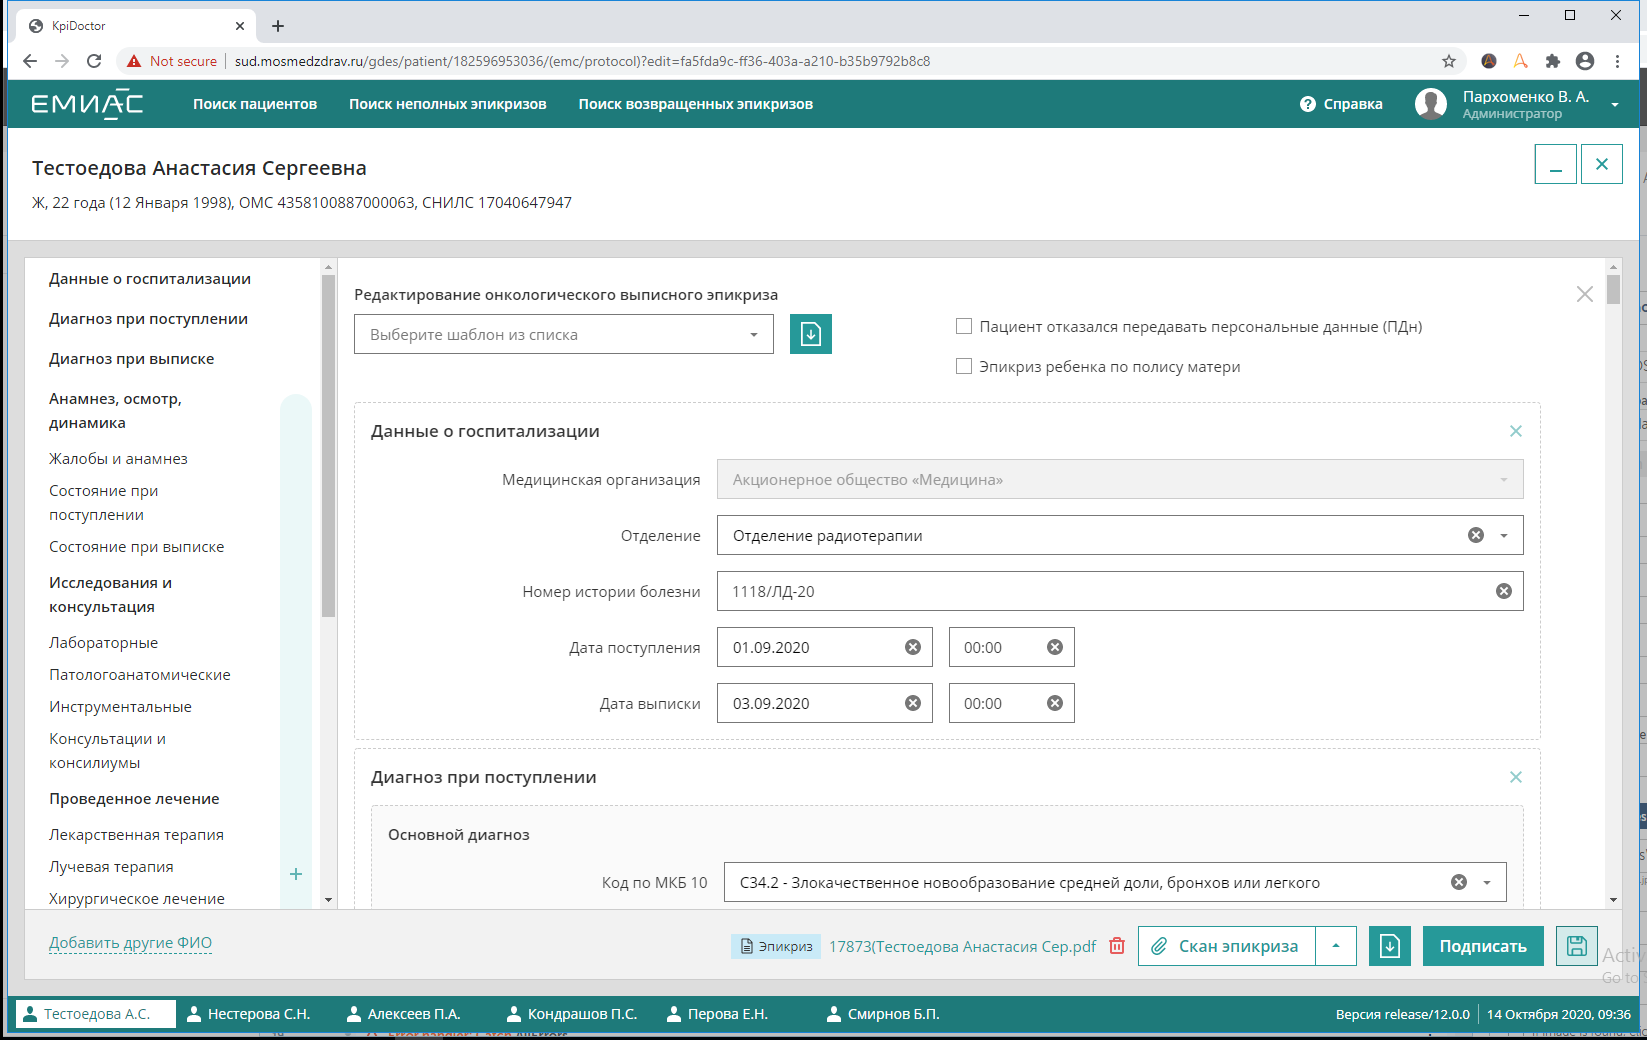 KpiDoctor
Not secure
sud.mosmedzdrav.ru/gdes/patient/182596953036/(emc/protocol)?edit=fa5fda9c-ff36-403a-a210-b35b9792b8c8
ЕМИАС
Поиск пациентов
Поиск неполных эпикризов
Поиск возвращенных эпикризов
Справка
Пархоменко В. А.
Администратор
Тестоедова Анастасия Сергеевна
Ж, 22 года (12 Января 1998), ОМС 4358100887000063, СНИЛС 17040647947
Данные о госпитализации
Диагноз при поступлении
Диагноз при выписке
Анамнез, осмотр,
динамика
Жалобы и анамнез
Состояние при
поступлении
Состояние при выписке
Исследования и
консультация
Лабораторные
Патологоанатомические
Инструментальные
Консультации и
консилиумы
Проведенное лечение
Лекарственная терапия
Лучевая терапия
Хирургическое лечение
Редактирование онкологического выписного эпикриза
Выберите шаблон из списка
Пациент отказался передавать персональные данные (ПДн)
Эпикриз ребенка по полису матери
Данные о госпитализации
Медицинская организация
Акционерное общество «Медицина»
Отделение
Отделение радиотерапии
Номер истории болезни
1118/ЛД-20
Дата поступления
01.09.2020
00:00
Дата выписки
03.09.2020
00:00
Диагноз при поступлении
Основной диагноз
Код по МКБ 10
C34.2 - Злокачественное новообразование средней доли, бронхов или легкого
Добавить другие ФИО
Эпикриз
17873(Тестоедова Анастасия Сер.pdf
Скан эпикриза
Подписать
Activ
Go to
Тестоедова А.С.
Нестерова С.Н.
Алексеев П.А.
Кондрашов П.С.
Перова Е.Н.
Смирнов Б.П.
Версия release/12.0.0
14 Октября 2020, 09:36